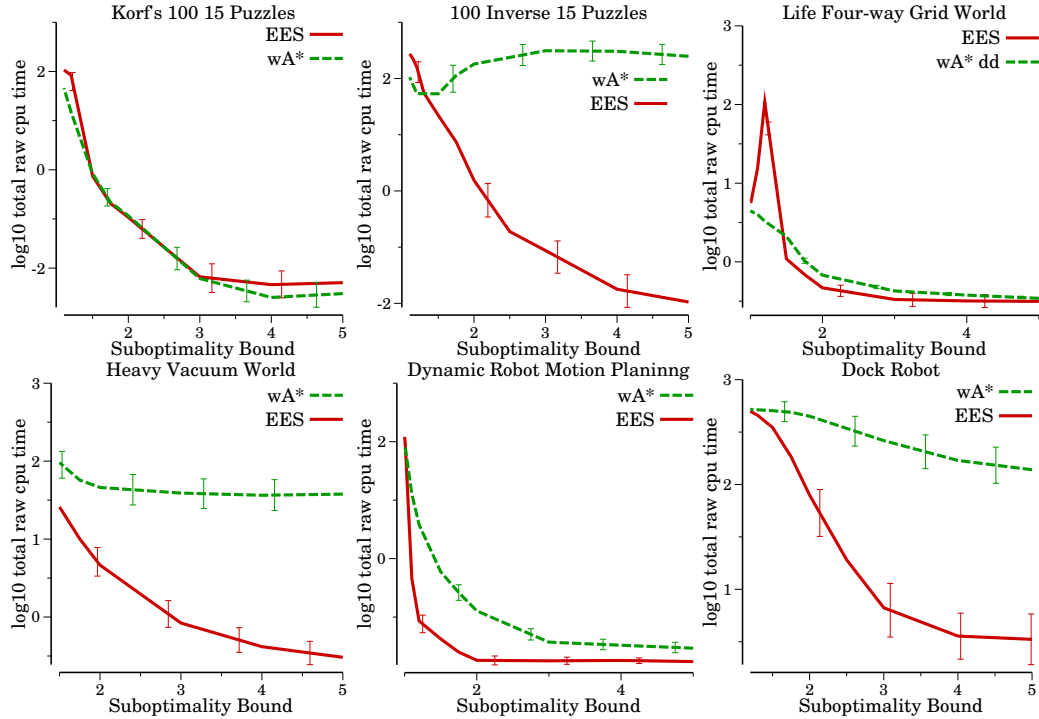 Korf's 100 15 Puzzles
EES
wA*
log10 total raw cpu time
2
0
-2
2
3
4
5
Suboptimality Bound
100 Inverse 15 Puzzles
wA*
EES
log10 total raw cpu time
2
0
-2
2
3
4
5
Suboptimality Bound
Life Four-way Grid World
EES
wA* dd
log10 total raw cpu time
3
0
2
4
Suboptimality Bound
Heavy Vacuum World
wA*
EES
log10 total raw cpu time
3
2
1
0
2
3
4
5
Suboptimality Bound
Dynamic Robot Motion Planinng
wA*
EES
log10 total raw cpu time
2
0
2
4
Suboptimality Bound
Dock Robot
wA*
EES
log10 total raw cpu time
3
2
1
2
3
4
5
Suboptimality Bound